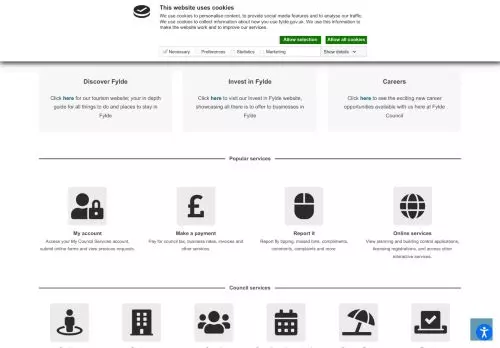 This website uses cookies
We use cookies to personalise content, to provide social media features and to analyse our traffic.
We use cookies to collect information about how you use fylde.gov.uk. We use this information to
make the website work and to improve our services.
Allow selection
Allow all cookies
Necessary
Preferences
Statistics
Marketing
Show details
Discover Fylde
Click here for our tourism website; your in depth
guide for all things to do and places to stay in
Fylde
Invest in Fylde
Click here to visit our Invest in Fylde website,
showcasing all there is to offer to businesses in
Fylde
Careers
Click here to see the exciting new career
opportunities available with us here at Fylde
Council
Popular services
My account
Access your My Council Services account,
submit online forms and view previous requests.
Make a payment
Pay for council tax, business rates, invoices and
other services.
Report it
Report fly tipping, missed bins, compliments,
comments, complaints and more
Online services
View planning and building control applications,
licensing registrations, and access other
interactive services.
Council services